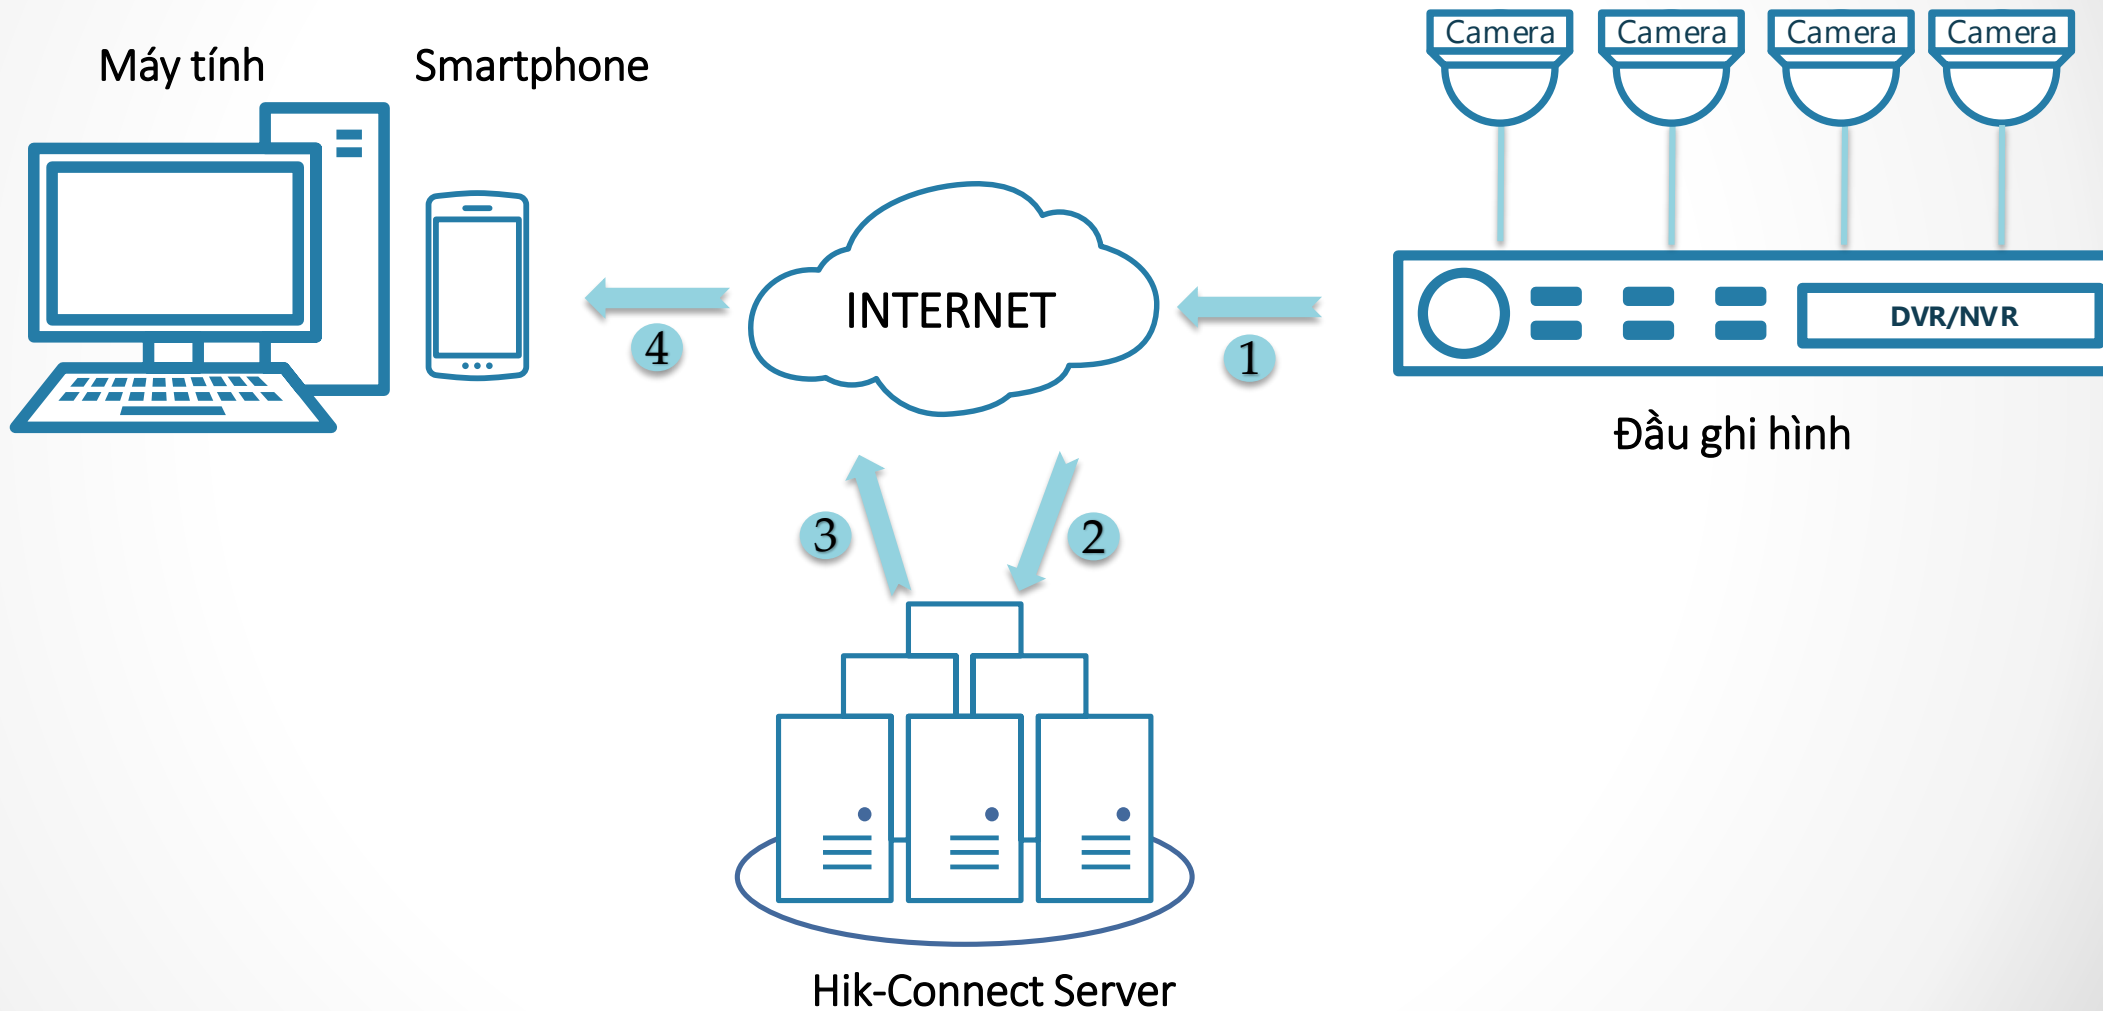 Máy tính
Smartphone
Camera
Camera
Camera
Camera
INTERNET
DVR/NVR
4
1
Đầu ghi hình
3
2
Hik-Connect Server